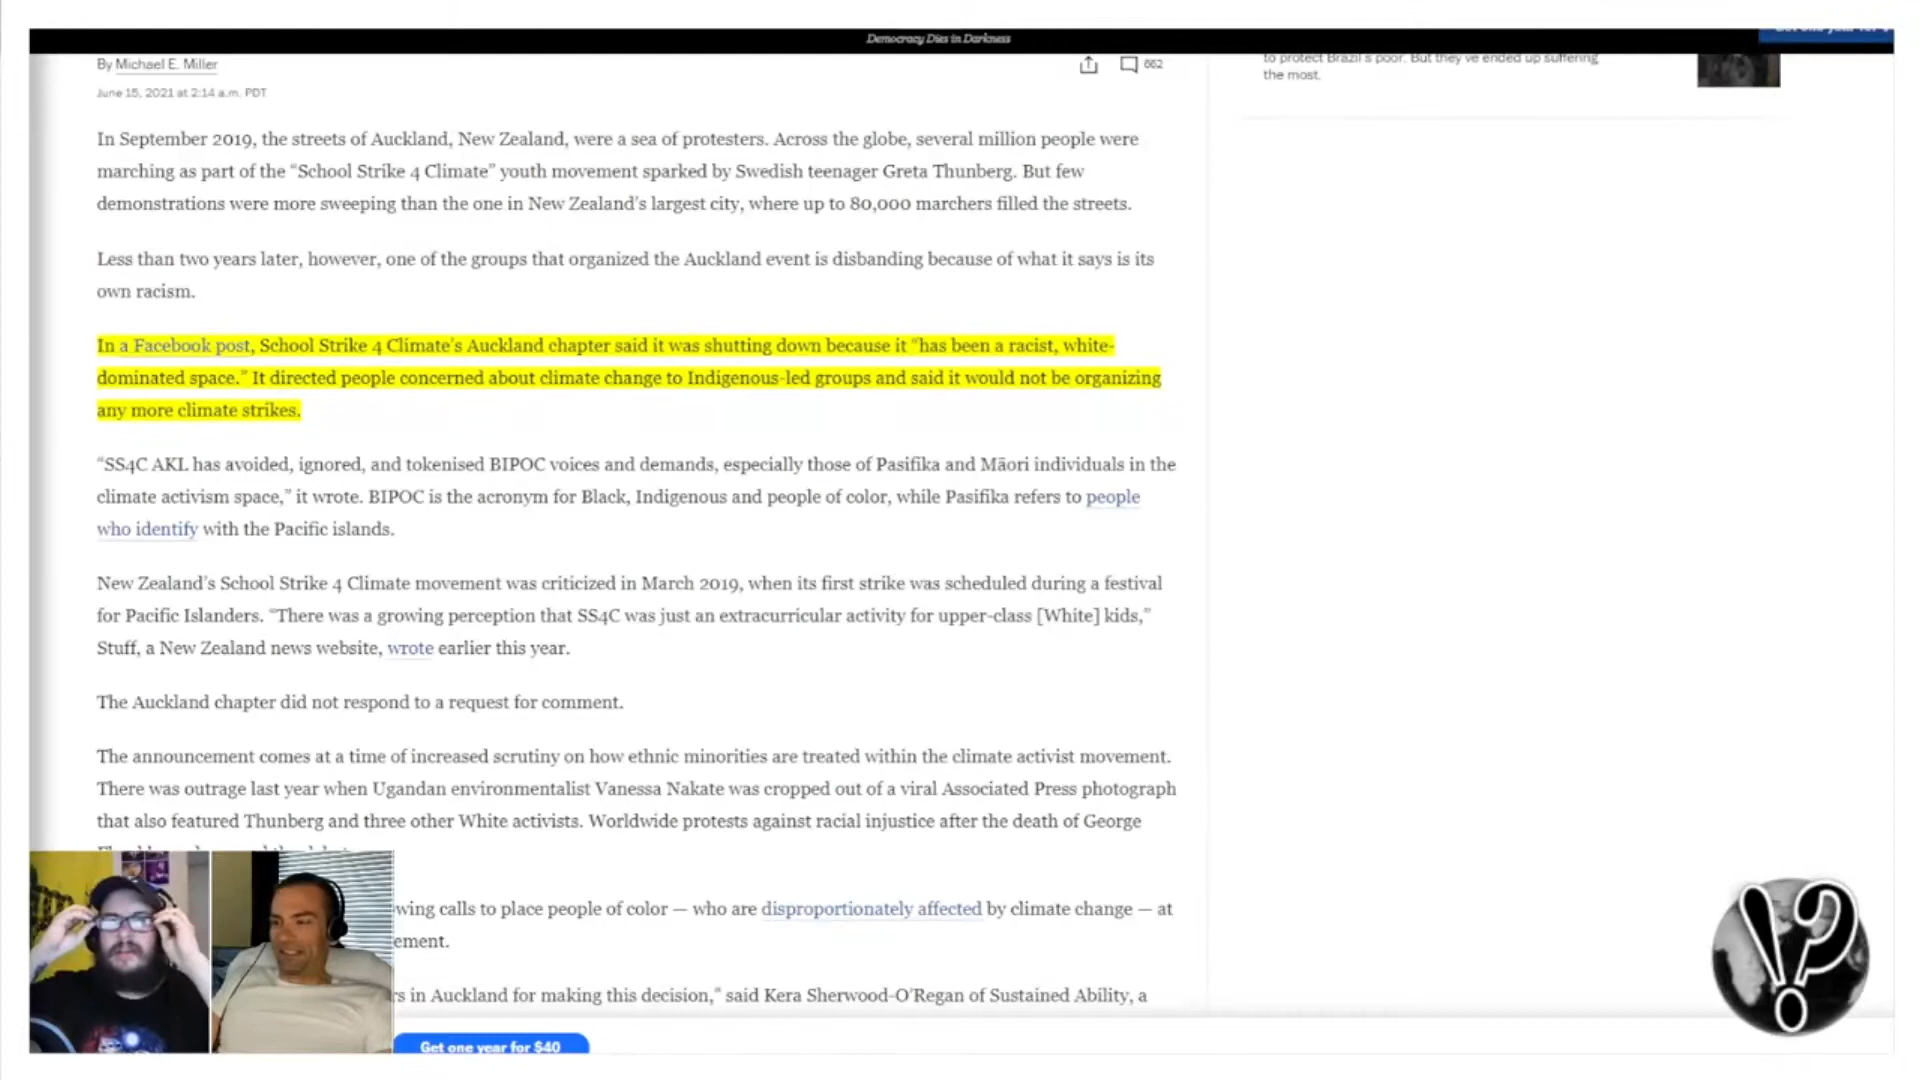 Democracy Dies in Darkness
By Michael E. Miller
662
June 15, 2021 at 2:14 a.m. PDT
to protect Brazil's poor. But they've ended up suffering
the most.
In September 2019, the streets of Auckland, New Zealand, were a sea of protesters. Across the globe, several million people were
marching as part of the “School Strike 4 Climate” youth movement sparked by Swedish teenager Greta Thunberg. But few
demonstrations were more sweeping than the one in New Zealand’s largest city, where up to 80,000 marchers filled the streets.
Less than two years later, however, one of the groups that organized the Auckland event is disbanding because of what it says is its
own racism.
In a Facebook post, School Strike 4 Climate’s Auckland chapter said it was shutting down because it “has been a racist, white-
dominated space.” It directed people concerned about climate change to Indigenous-led groups and said it would not be organizing
any more climate strikes.
“SS4C AKL has avoided, ignored, and tokenised BIPOC voices and demands, especially those of Pasifika and Māori individuals in the
climate activism space,” it wrote. BIPOC is the acronym for Black, Indigenous and people of color, while Pasifika refers to people
who identify with the Pacific islands.
New Zealand’s School Strike 4 Climate movement was criticized in March 2019, when its first strike was scheduled during a festival
for Pacific Islanders. “There was a growing perception that SS4C was just an extracurricular activity for upper-class [White] kids,”
Stuff, a New Zealand news website, wrote earlier this year.
The Auckland chapter did not respond to a request for comment.
The announcement comes at a time of increased scrutiny on how ethnic minorities are treated within the climate activist movement.
There was outrage last year when Ugandan environmentalist Vanessa Nakate was cropped out of a viral Associated Press photograph
that also featured Thunberg and three other White activists. Worldwide protests against racial injustice after the death of George
wing calls to place people of color — who are disproportionately affected by climate change — at
ement.
rs in Auckland for making this decision,” said Kera Sherwood-O’Regan of Sustained Ability, a
Get one year for $40
!?